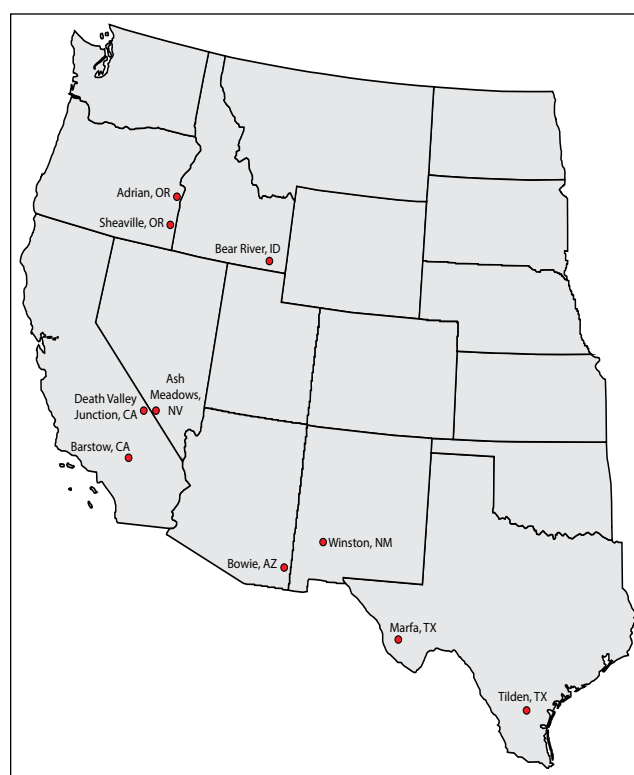 Adrian, OR
Sheaville, OR
Bear River, ID
Death Valley
Junction, CA
Ash
Meadows,
NV
Barstow, CA
Winston, NM
Bowie, AZ
Marfa, TX
Tilden, TX